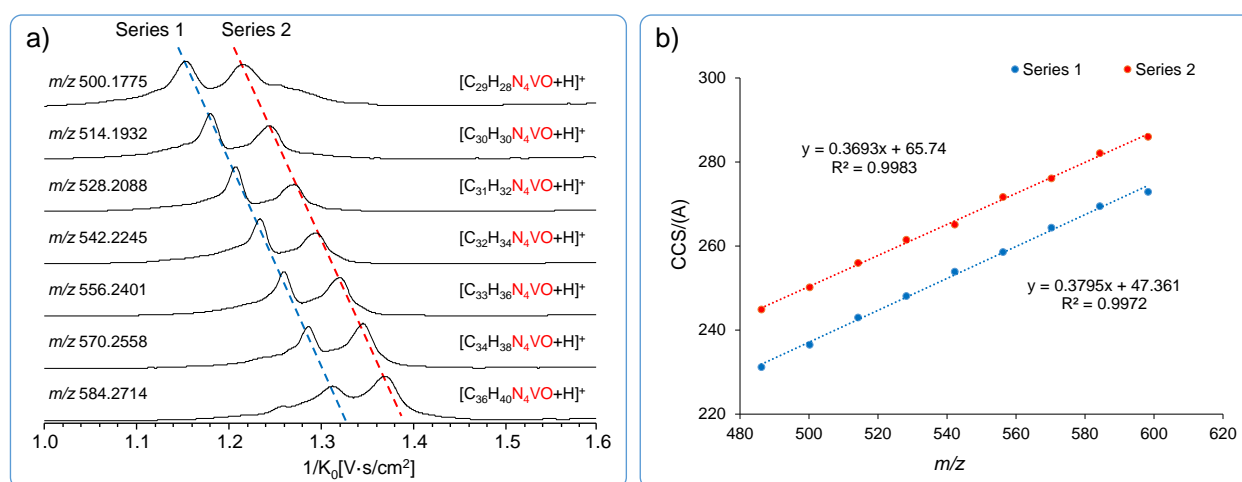 a)
Series 1 Series 2
m/z 500.1775 [C₂₉H₂₈N₄VO+H]⁺
m/z 514.1932 [C₃₀H₃₀N₄VO+H]⁺
m/z 528.2088 [C₃₁H₃₂N₄VO+H]⁺
m/z 542.2245 [C₃₂H₃₄N₄VO+H]⁺
m/z 556.2401 [C₃₃H₃₆N₄VO+H]⁺
m/z 570.2558 [C₃₄H₃₈N₄VO+H]⁺
m/z 584.2714 [C₃₆H₄₀N₄VO+H]⁺
1.0 1.1 1.2 1.3 1.4 1.5 1.6
1/K₀[V·s/cm²]
b)
Series 1 Series 2
300
280
260
240
220
CCS/(A)
y = 0.3693x + 65.74
R² = 0.9983
y = 0.3795x + 47.361
R² = 0.9972
480 500 520 540 560 580 600 620
m/z